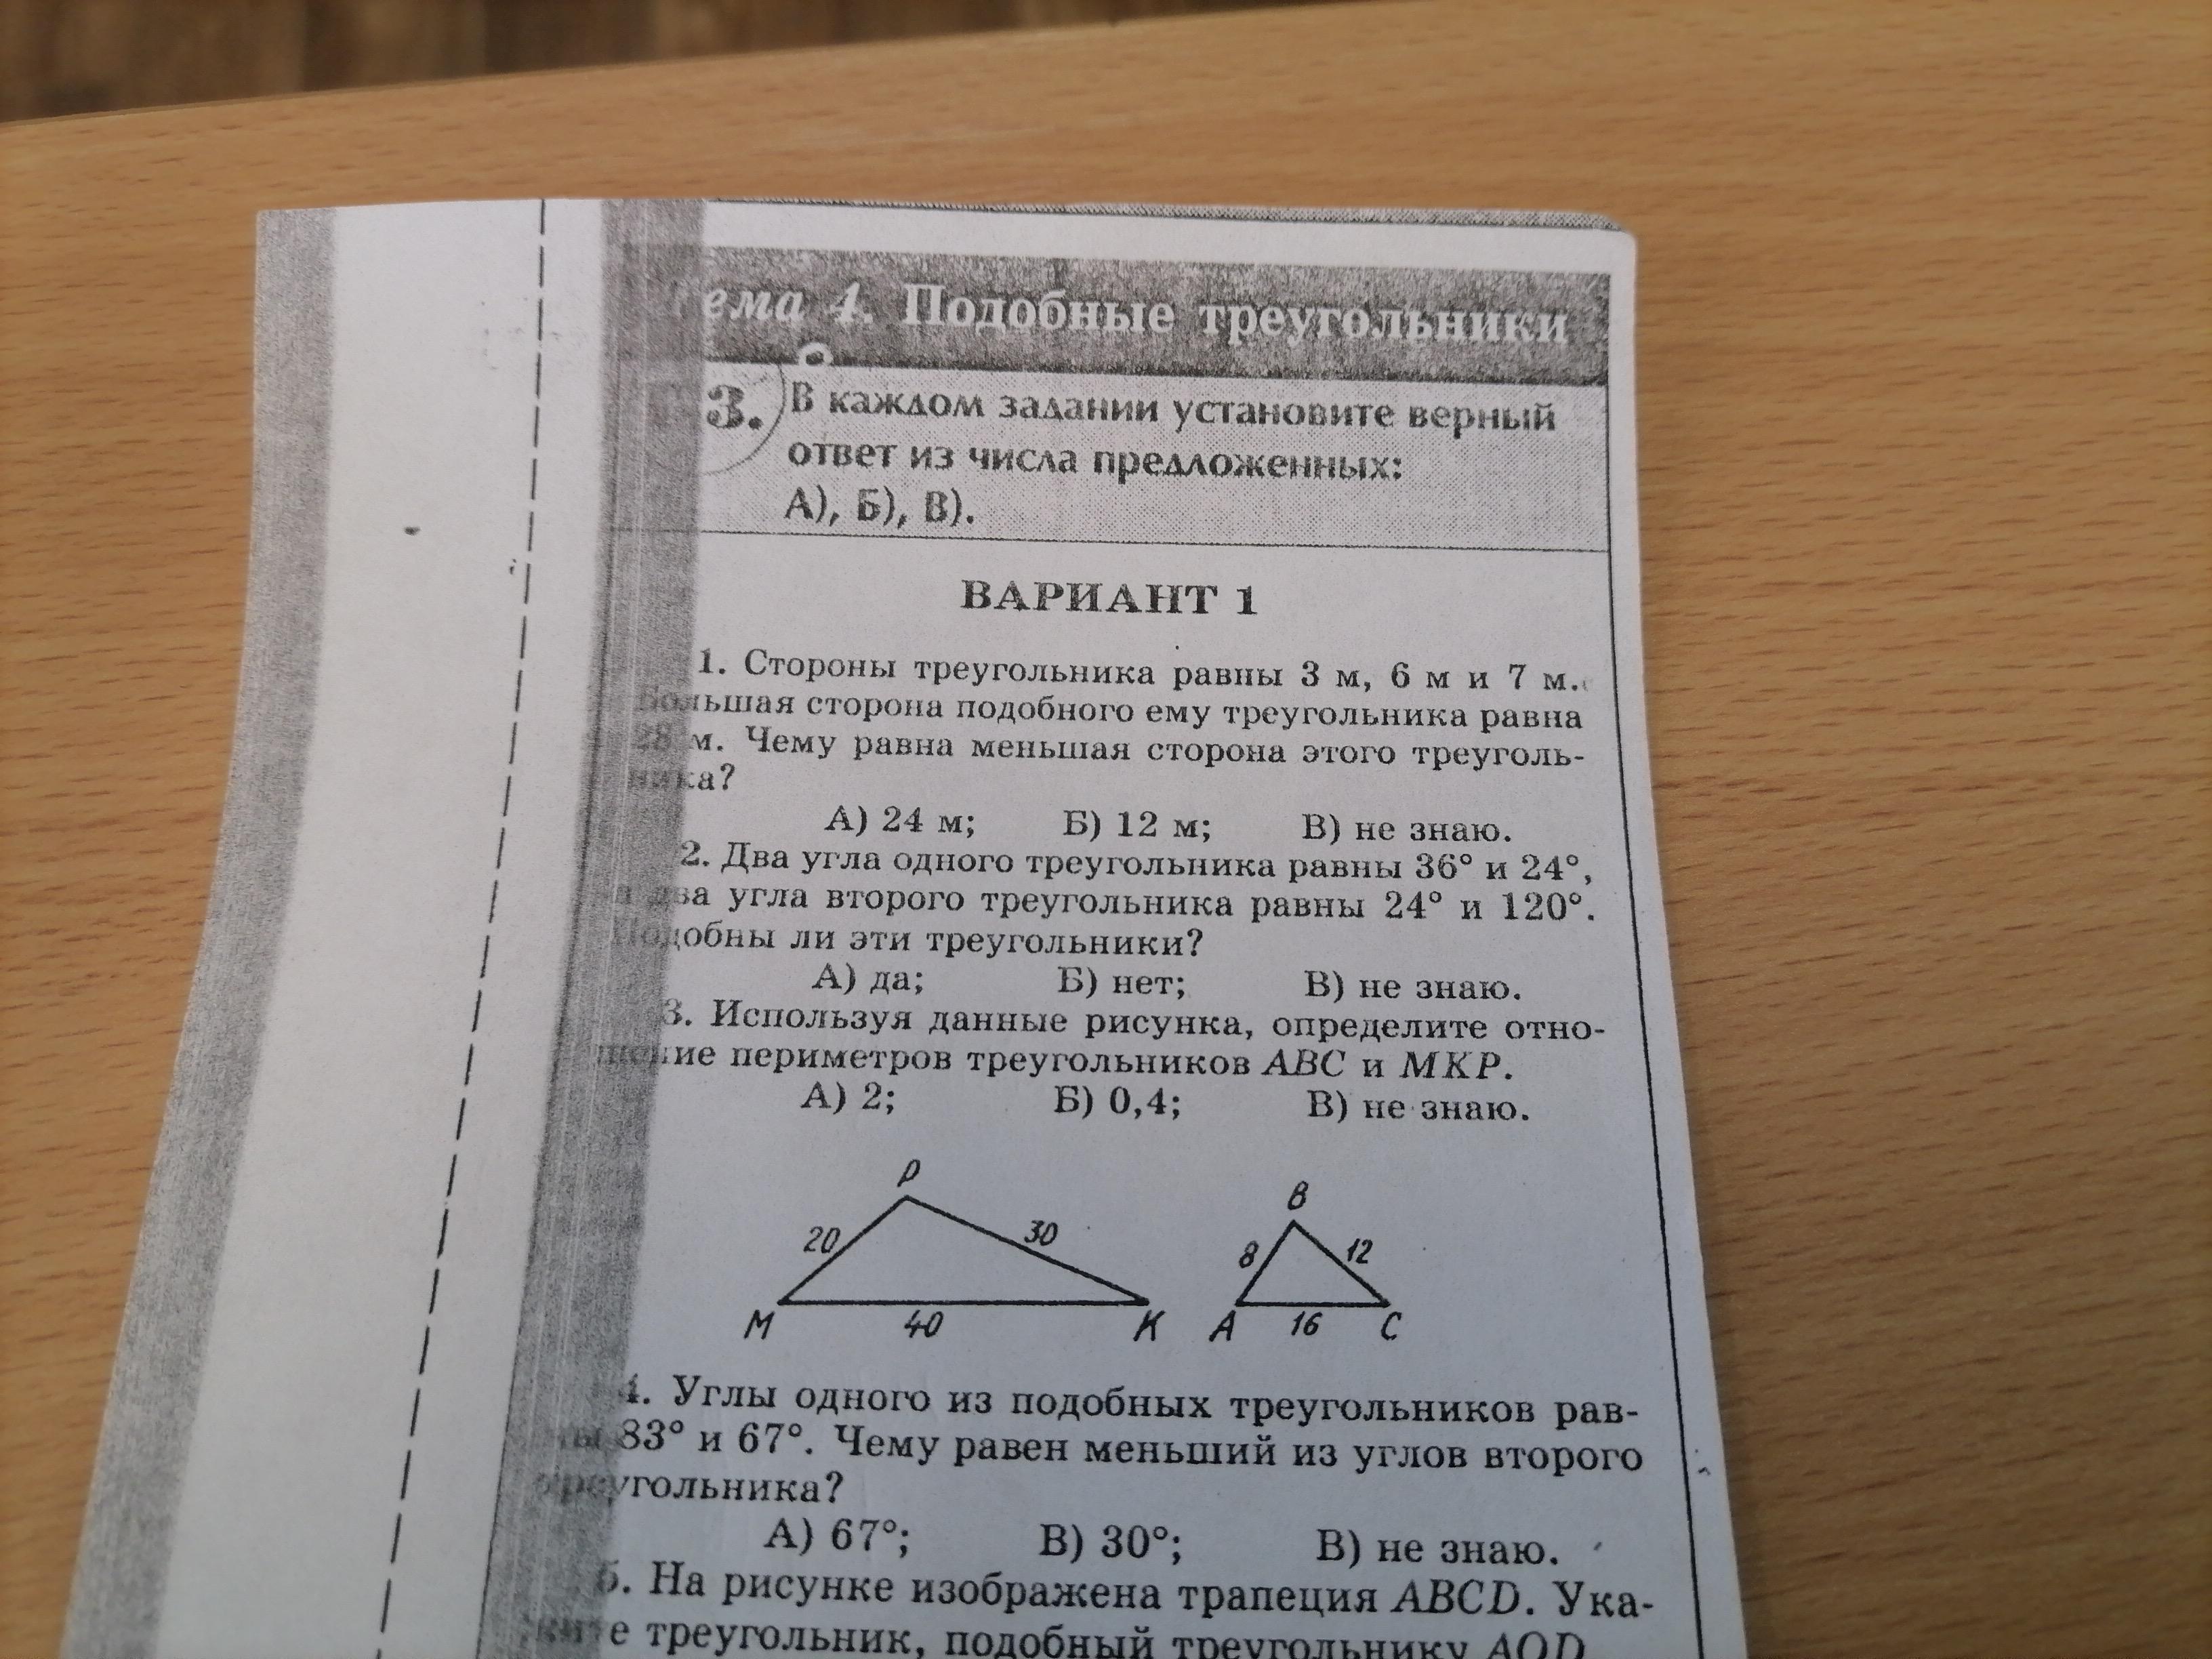 ема 4. Подобные треугольники
3. В каждом задании установите верный
ответ из числа предложенных:
А), Б), В).
ВАРИАНТ 1
1. Стороны треугольника равны 3 м, 6 м и 7 м.
Большая сторона подобного ему треугольника равна
28 м. Чему равна меньшая сторона этого треуголь-
ника?
А) 24 м; Б) 12 м; В) не знаю.
2. Два угла одного треугольника равны 36° и 24°,
а два угла второго треугольника равны 24° и 120°.
Подобны ли эти треугольники?
А) да; Б) нет; В) не знаю.
3. Используя данные рисунка, определите отно-
шение периметров треугольников ABC и MKP.
А) 2; Б) 0,4; В) не знаю.
P
B
20 30 8 12
M 40 K A 16 C
4. Углы одного из подобных треугольников рав-
ны 83° и 67°. Чему равен меньший из углов второго
треугольника?
А) 67°; В) 30°; В) не знаю.
5. На рисунке изображена трапеция ABCD. Ука-
жите треугольник, подобный треугольнику AOD